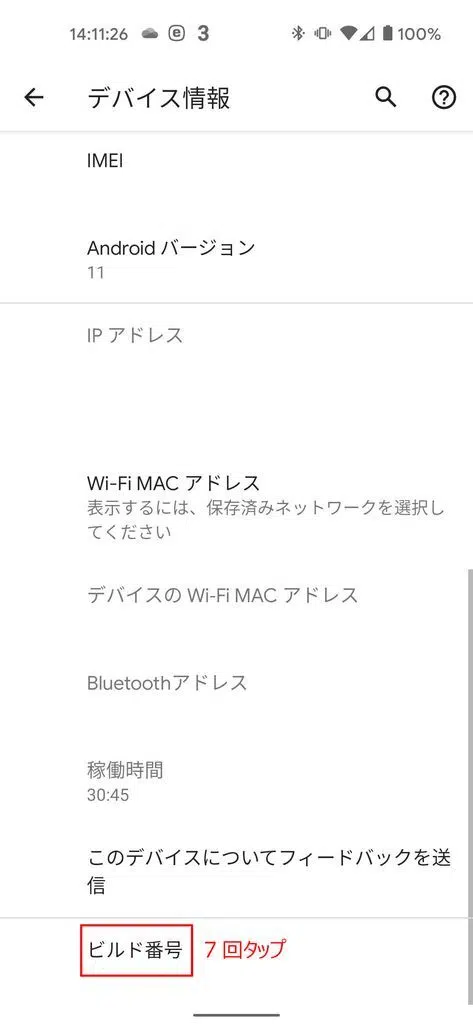 14:11:26 e 3 100%
デバイス情報
IMEI
Android バージョン
11
IP アドレス
Wi-Fi MAC アドレス
表示するには、保存済みネットワークを選択し
てください
デバイスの Wi-Fi MAC アドレス
Bluetoothアドレス
稼働時間
30:45
このデバイスについてフィードバックを送
信
ビルド番号 7 回タップ